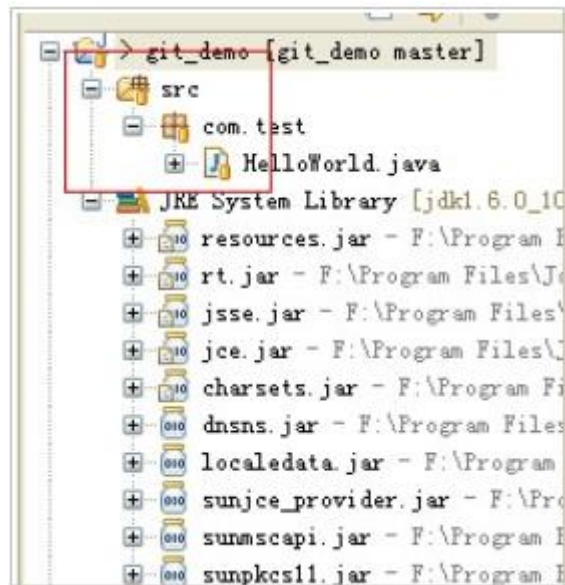 > git_demo [git_demo master]
src
com.test
HelloWorld.java
JRE System Library [jdk1.6.0_10
resources.jar - F:\Program
rt.jar - F:\Program Files\
jsse.jar - F:\Program Files\
jce.jar - F:\Program Files\
charsets.jar - F:\Program
dnsns.jar - F:\Program Files
localedata.jar - F:\Program
sunjce_provider.jar - F:\
sunmscapi.jar - F:\Program
sunpkcs11.jar - F:\Program